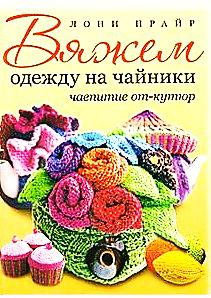 ЛОНИ ПРАЙР
Вяжем
ОДЕЖДУ НА ЧАЙНИКИ
чаепитие от-кутюр